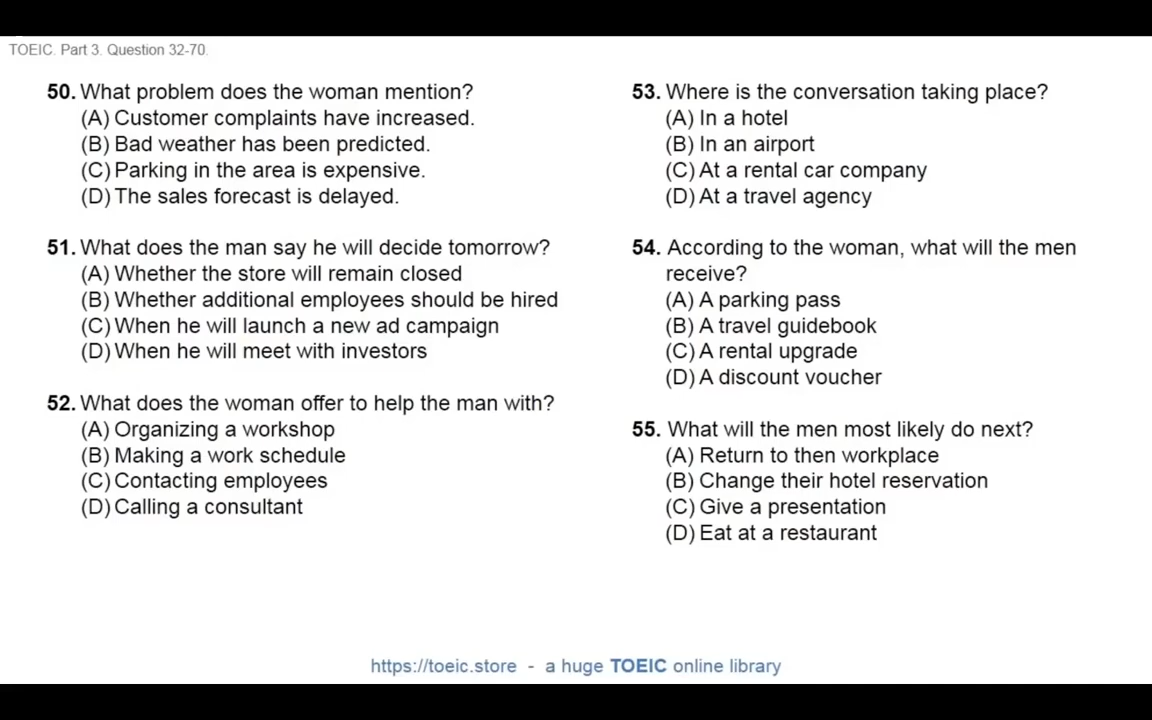 TOEIC. Part 3. Question 32-70.
50. What problem does the woman mention?
(A) Customer complaints have increased.
(B) Bad weather has been predicted.
(C) Parking in the area is expensive.
(D) The sales forecast is delayed.
51. What does the man say he will decide tomorrow?
(A) Whether the store will remain closed
(B) Whether additional employees should be hired
(C) When he will launch a new ad campaign
(D) When he will meet with investors
52. What does the woman offer to help the man with?
(A) Organizing a workshop
(B) Making a work schedule
(C) Contacting employees
(D) Calling a consultant
53. Where is the conversation taking place?
(A) In a hotel
(B) In an airport
(C) At a rental car company
(D) At a travel agency
54. According to the woman, what will the men
receive?
(A) A parking pass
(B) A travel guidebook
(C) A rental upgrade
(D) A discount voucher
55. What will the men most likely do next?
(A) Return to then workplace
(B) Change their hotel reservation
(C) Give a presentation
(D) Eat at a restaurant
https://toeic.store - a huge TOEIC online library